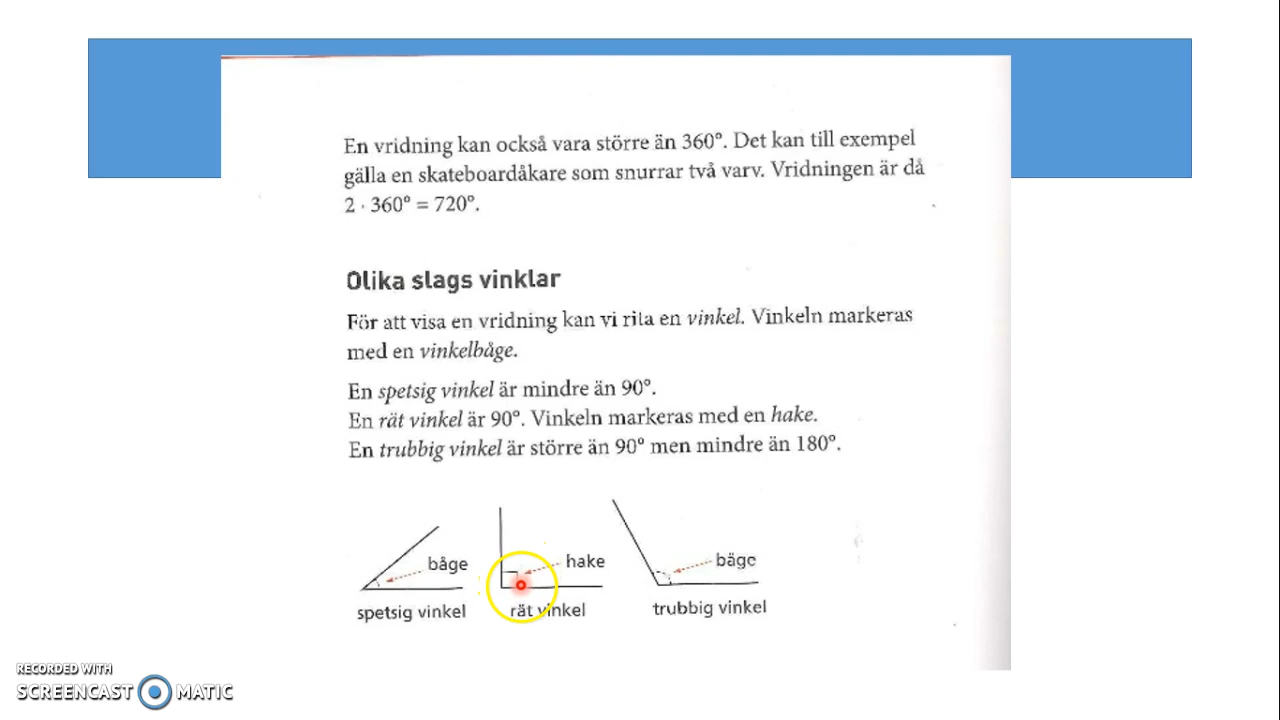 En vridning kan också vara större än 360°. Det kan till exempel
gälla en skateboardåkare som snurrar två varv. Vridningen är då
2 · 360° = 720°.
Olika slags vinklar
För att visa en vridning kan vi rita en vinkel. Vinkeln markeras
med en vinkelbåge.
En spetsig vinkel är mindre än 90°.
En rät vinkel är 90°. Vinkeln markeras med en hake.
En trubbig vinkel är större än 90° men mindre än 180°.
båge
hake
båge
spetsig vinkel
rät vinkel
trubbig vinkel
RECORDED WITH
SCREENCAST MATIC